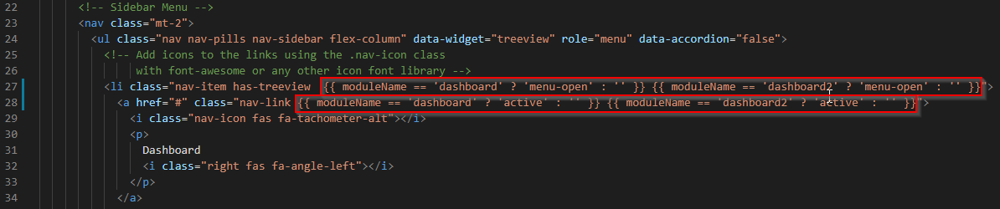 22 <!-- Sidebar Menu -->
23 <nav class="mt-2">
24 <ul class="nav nav-pills nav-sidebar flex-column" data-widget="treeview" role="menu" data-accordion="false">
25 <!-- Add icons to the links using the .nav-icon class
26 with font-awesome or any other icon font library -->
27 <li class="nav-item has-treeview {{ moduleName == 'dashboard' ? 'menu-open' : '' }} {{ moduleName == 'dashboard2' ? 'menu-open' : '' }}">
28 <a href="#" class="nav-link {{ moduleName == 'dashboard' ? 'active' : '' }} {{ moduleName == 'dashboard2' ? 'active' : '' }}">
29 <i class="nav-icon fas fa-tachometer-alt"></i>
30 <p>
31 Dashboard
32 <i class="right fas fa-angle-left"></i>
33 </p>
34 </a>